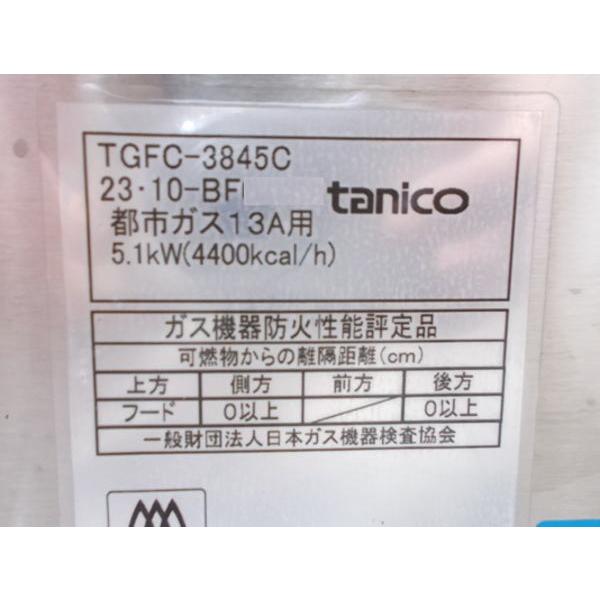 TGFC-3845C
23·10-BF
tanico
都市ガス13A用
5.1kW(4400kcal/h)
ガス機器防火性能評定品
可燃物からの離隔距離(cm)
上方 側方 前方 後方
フード 0以上 0以上
一般財団法人日本ガス機器検査協会